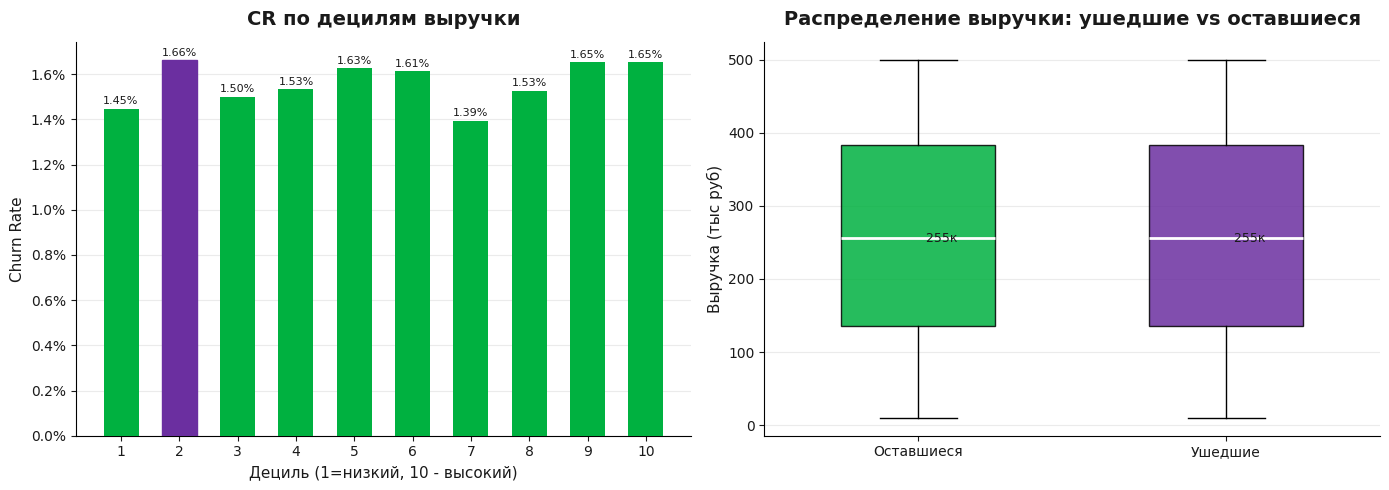 CR по децилям выручки
Churn Rate
1.6%
1.4%
1.2%
1.0%
0.8%
0.6%
0.4%
0.2%
0.0%
1.45%
1.66%
1.50%
1.53%
1.63%
1.61%
1.39%
1.53%
1.65%
1.65%
1 2 3 4 5 6 7 8 9 10
Дециль (1=низкий, 10 - высокий)
Распределение выручки: ушедшие vs оставшиеся
Выручка (тыс руб)
500
400
300
200
100
0
255к
255к
Оставшиеся
Ушедшие